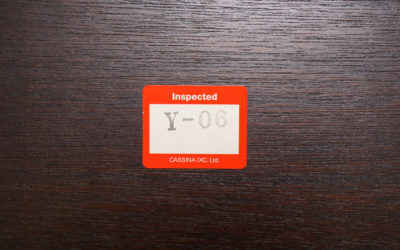 Inspected
Y-06
CASSINA IXC. Ltd.